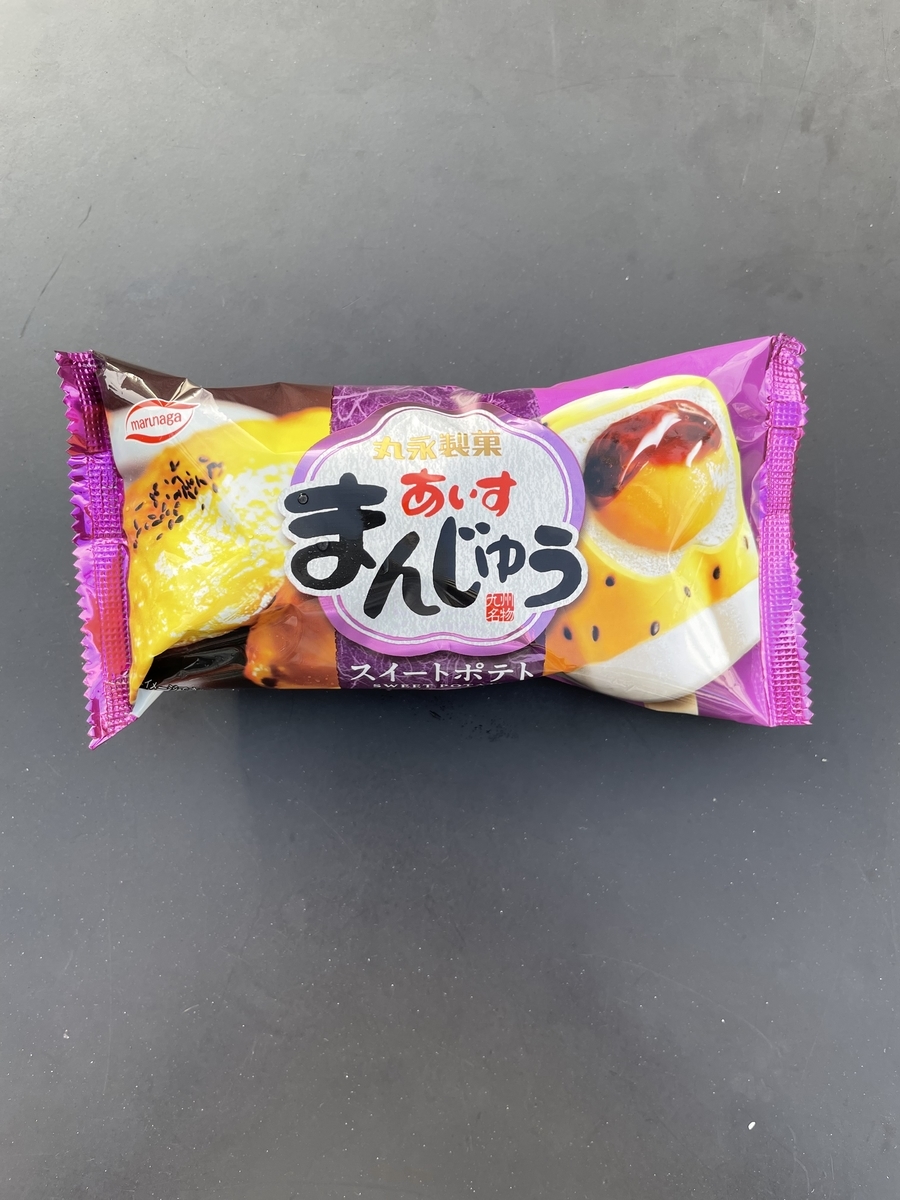 marunaga
丸永製菓
あいす
まんじゅう
九州
名物
スイートポテト
SWEET